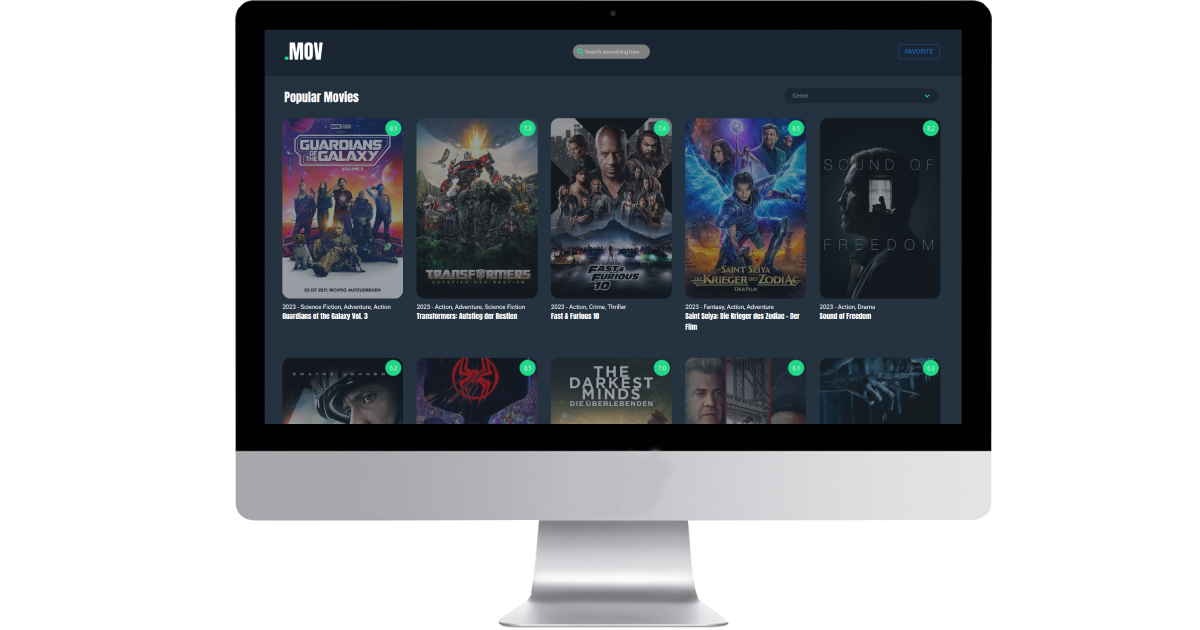 .MOV
Search something here
FAVORITE
Popular Movies
Genre
8.1
7.3
7.4
6.5
8.2
GUARDIANS
OF THE GALAXY
VOLUME 3
ES IST ZEIT, RICHTIG AUFZUDREHEN
TRANSFORMERS
AUFSTIEG DER BESTIEN
FAST & FURIOUS
10
SAINT SEIYA
DIE KRIEGER DES ZODIAC
DER FILM
SOUND OF
FREEDOM
2023 - Science Fiction, Adventure, Action
Guardians of the Galaxy Vol. 3
2023 - Action, Adventure, Science Fiction
Transformers: Aufstieg der Bestien
2023 - Action, Crime, Thriller
Fast & Furious 10
2023 - Fantasy, Action, Adventure
Saint Seiya: Die Krieger des Zodiac - Der
Film
2023 - Action, Drama
Sound of Freedom
6.2
8.5
7.0
6.1
6.3
DWAYNE JOHNSON
THE
DARKEST
MINDS
DIE ÜBERLEBENDEN